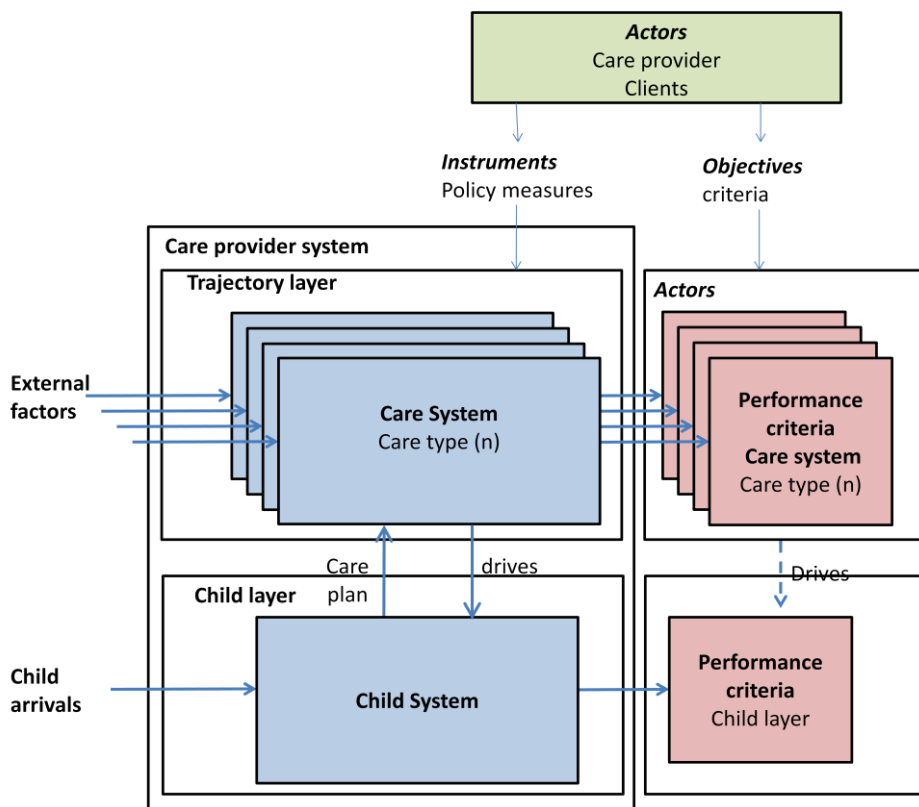 Actors
Care provider
Clients
Instruments
Policy measures
Objectives
criteria
Care provider system
Trajectory layer
Actors
External
factors
Care System
Care type (n)
Performance
criteria
Care system
Care type (n)
Care
plan
drives
Drives
Child layer
Child
arrivals
Child System
Performance
criteria
Child layer